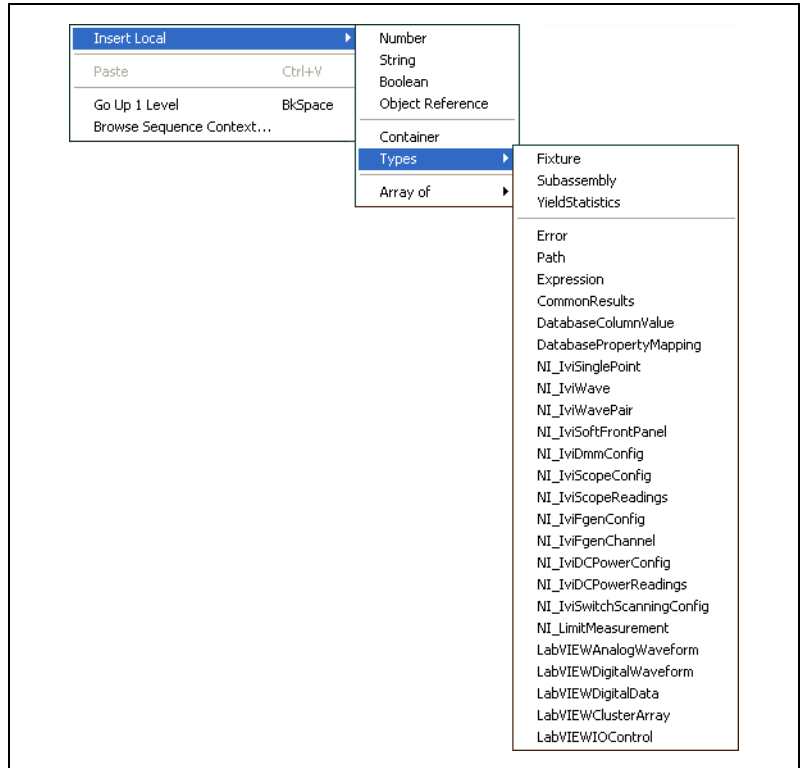 Insert Local
Paste Ctrl+V
Go Up 1 Level BkSpace
Browse Sequence Context...
Number
String
Boolean
Object Reference
Container
Types
Array of
Fixture
Subassembly
YieldStatistics
Error
Path
Expression
CommonResults
DatabaseColumnValue
DatabasePropertyMapping
NI_IviSinglePoint
NI_IviWave
NI_IviWavePair
NI_IviSoftFrontPanel
NI_IviDmmConfig
NI_IviScopeConfig
NI_IviScopeReadings
NI_IviFgenConfig
NI_IviFgenChannel
NI_IviDCPowerConfig
NI_IviDCPowerReadings
NI_IviSwitchScanningConfig
NI_LimitMeasurement
LabVIEWAnalogWaveform
LabVIEWDigitalWaveform
LabVIEWDigitalData
LabVIEWClusterArray
LabVIEWIOControl